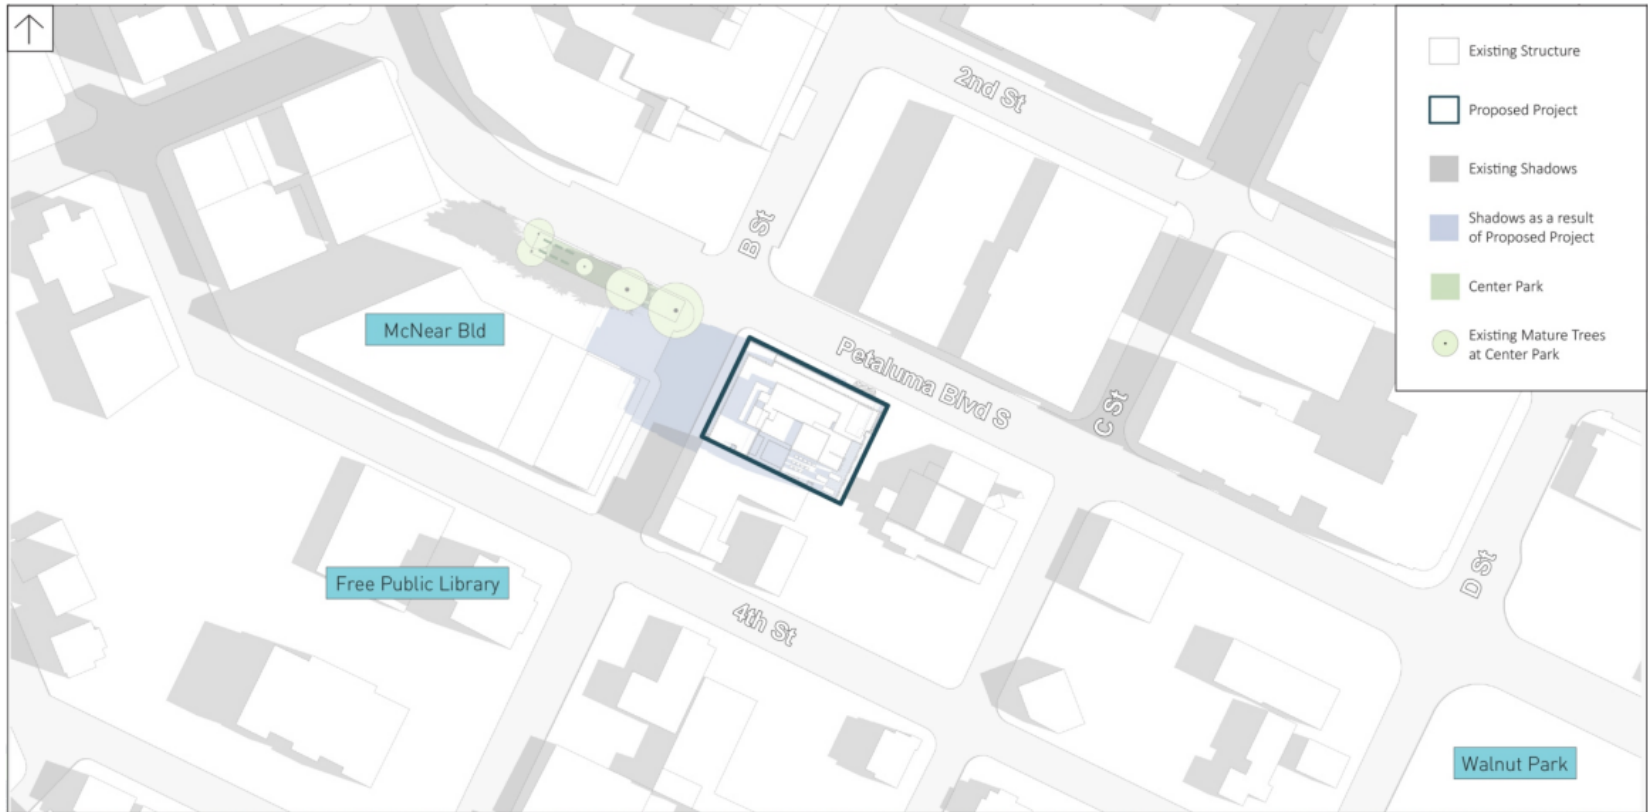 2nd St
Existing Structure
Proposed Project
Existing Shadows
Shadows as a result
of Proposed Project
Center Park
Existing Mature Trees
at Center Park
B St
McNear Bld
Petaluma Blvd S
C St
D St
Free Public Library
4th St
Walnut Park